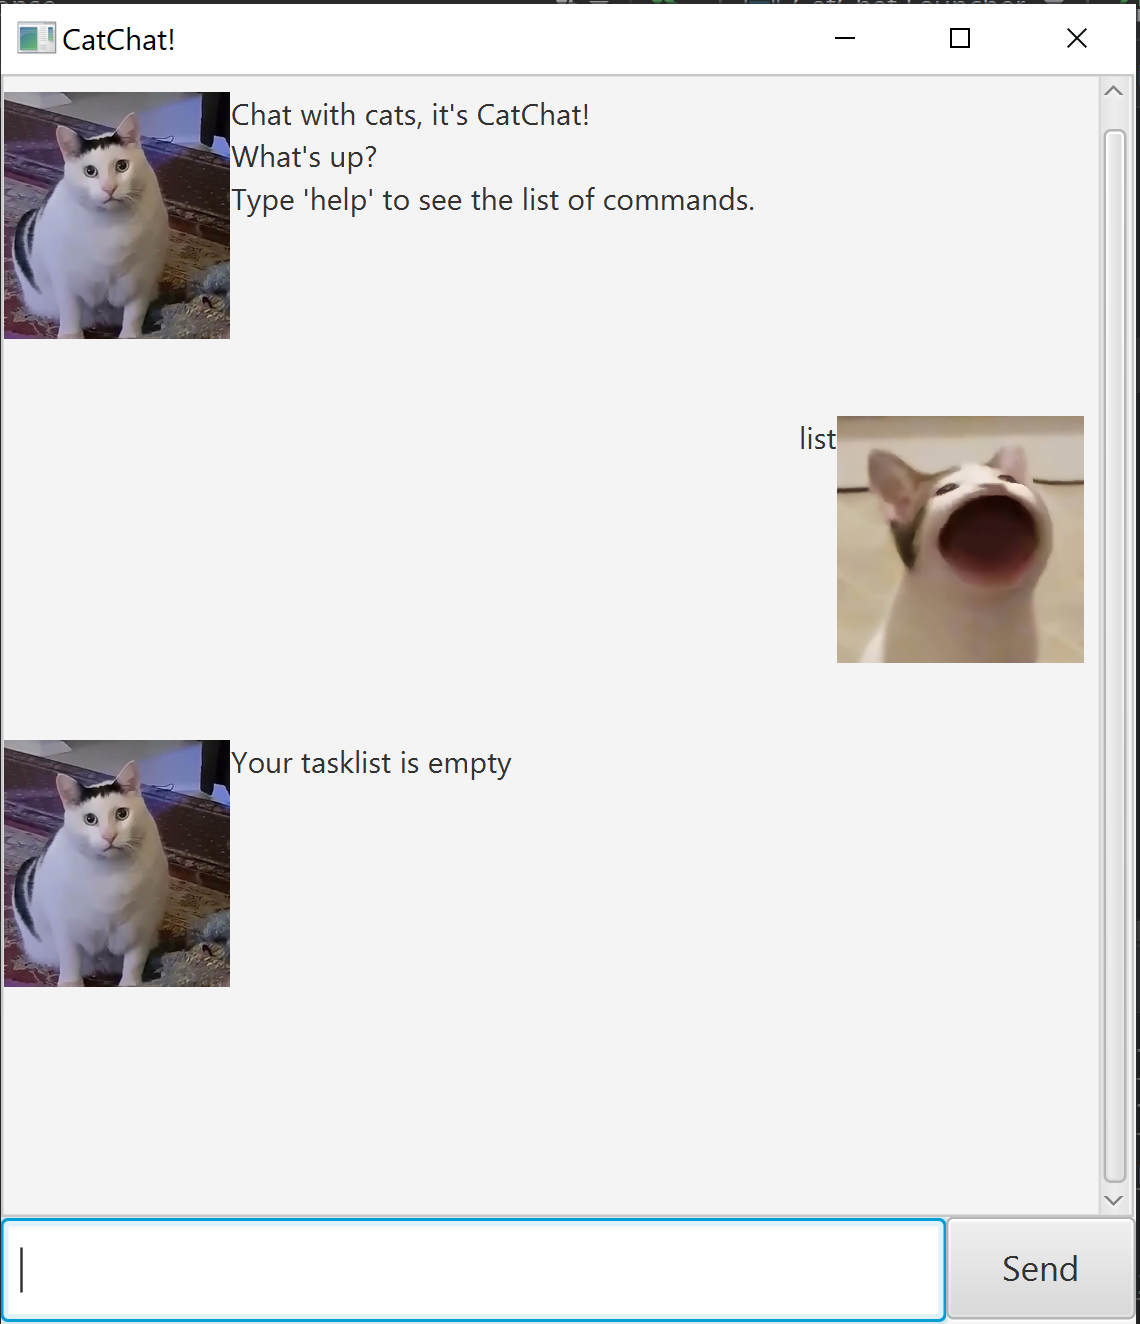 CatChat!
Chat with cats, it's CatChat!
What's up?
Type 'help' to see the list of commands.
list
Your tasklist is empty
Send